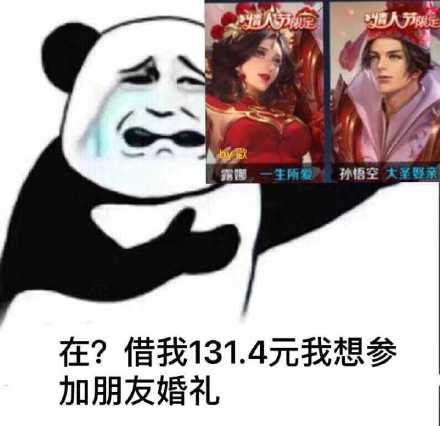 情人节限定
情人节限定
by 歐
露娜 一生所爱
孙悟空 大圣娶亲
在？借我131.4元我想参
加朋友婚礼